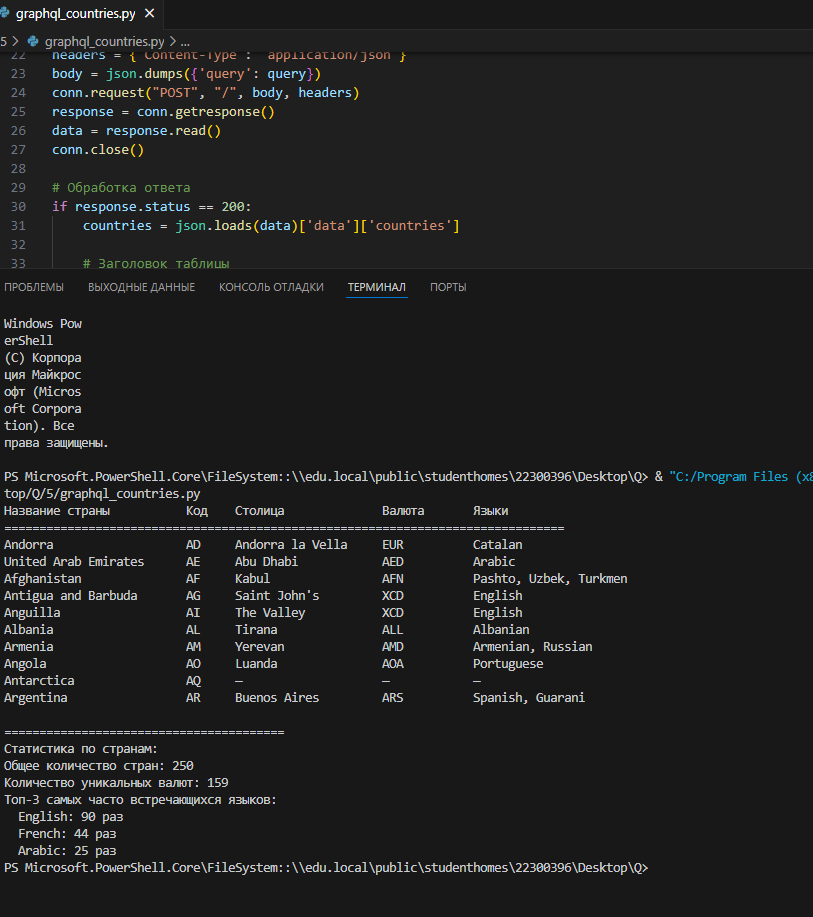 graphql_countries.py
5 > graphql_countries.py > ...
22 headers = { 'Content-Type': 'application/json' }
23 body = json.dumps({'query': query})
24 conn.request("POST", "/", body, headers)
25 response = conn.getresponse()
26 data = response.read()
27 conn.close()
28
29 # Обработка ответа
30 if response.status == 200:
31 countries = json.loads(data)['data']['countries']
32
33 # Заголовок таблицы
ПРОБЛЕМЫ ВЫХОДНЫЕ ДАННЫЕ КОНСОЛЬ ОТЛАДКИ ТЕРМИНАЛ ПОРТЫ
Windows Pow
erShell
(C) Корпора
ция Майкрос
офт (Micros
oft Corpora
tion). Все
права защищены.
PS Microsoft.PowerShell.Core\FileSystem::\\edu.local\public\studenthomes\22300396\Desktop\Q> & "C:/Program Files (x8
top/Q/5/graphql_countries.py
Название страны Код Столица Валюта Языки
================================================================================
Andorra AD Andorra la Vella EUR Catalan
United Arab Emirates AE Abu Dhabi AED Arabic
Afghanistan AF Kabul AFN Pashto, Uzbek, Turkmen
Antigua and Barbuda AG Saint John's XCD English
Anguilla AI The Valley XCD English
Albania AL Tirana ALL Albanian
Armenia AM Yerevan AMD Armenian, Russian
Angola AO Luanda AOA Portuguese
Antarctica AQ — — —
Argentina AR Buenos Aires ARS Spanish, Guarani
========================================
Статистика по странам:
Общее количество стран: 250
Количество уникальных валют: 159
Топ-3 самых часто встречающихся языков:
English: 90 раз
French: 44 раз
Arabic: 25 раз
PS Microsoft.PowerShell.Core\FileSystem::\\edu.local\public\studenthomes\22300396\Desktop\Q>